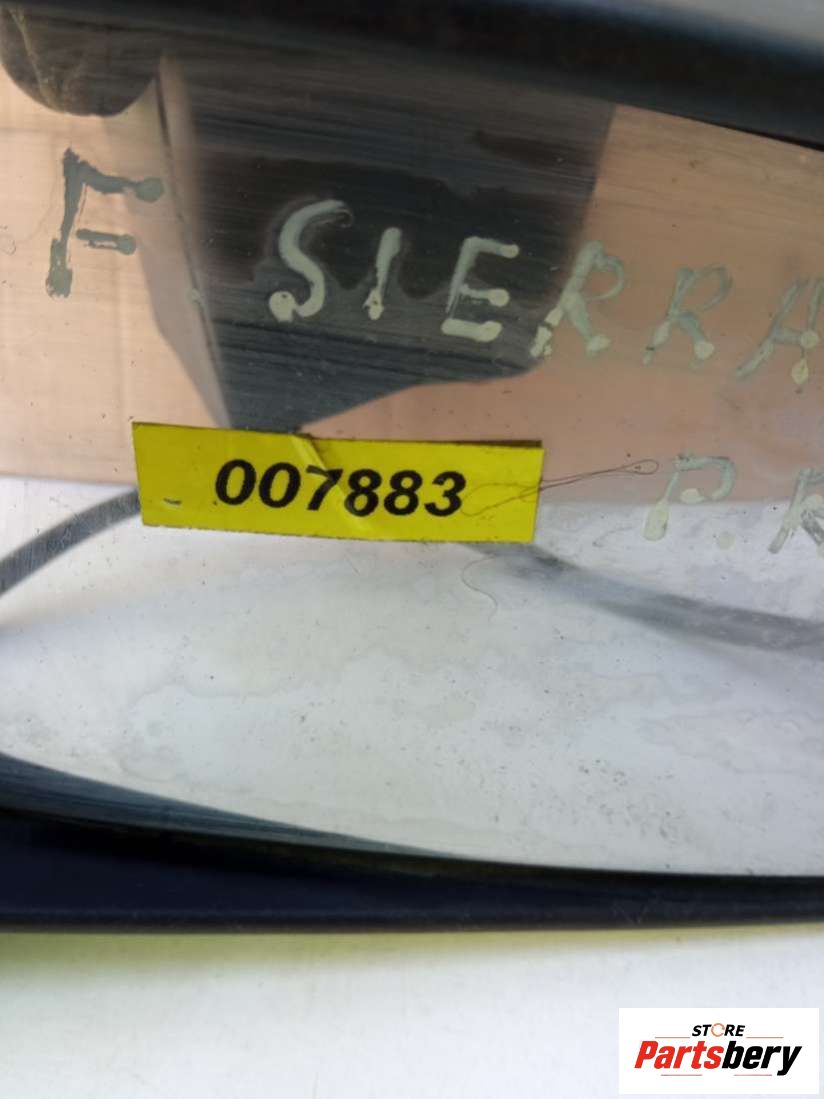 F. SIERRA
007883
P.
STORE
Partsbery